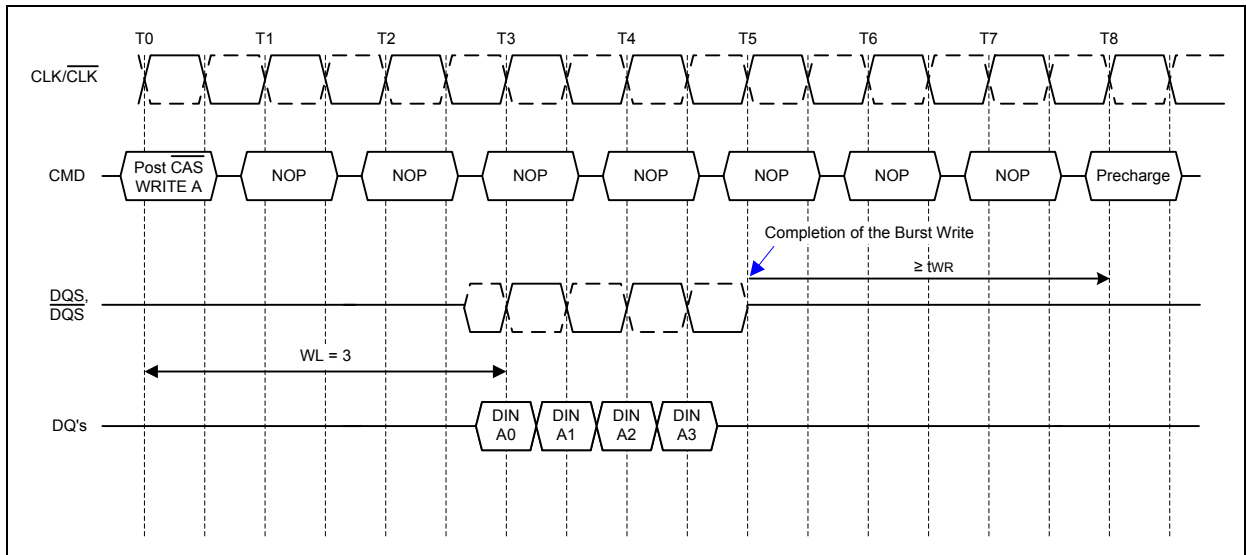 T0 T1 T2 T3 T4 T5 T6 T7 T8
CLK/CLK
CMD
Post CAS
WRITE A
NOP NOP NOP NOP NOP NOP NOP Precharge
Completion of the Burst Write
≥ tWR
DQS,
DQS
WL = 3
DQ's
DIN
A0
DIN
A1
DIN
A2
DIN
A3